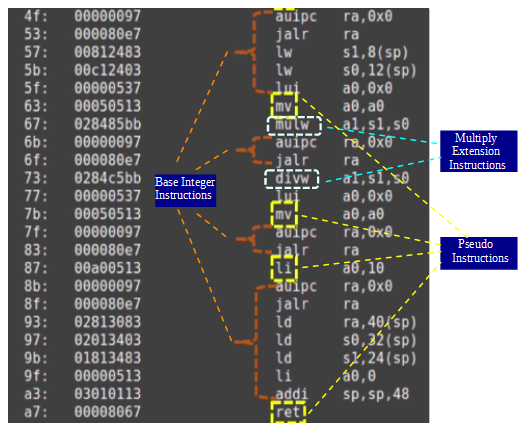 4f: 00000097 auipc ra,0x0
53: 000080e7 jalr ra
57: 00812483 lw s1,8(sp)
5b: 00c12403 lw s0,12(sp)
5f: 00000537 lui a0,0x0
63: 00050513 mv a0,a0
67: 028485bb mulw a1,s1,s0
6b: 00000097 auipc ra,0x0
6f: 000080e7 jalr ra
73: 0284c5bb divw a1,s1,s0
77: 00000537 lui a0,0x0
7b: 00050513 mv a0,a0
7f: 00000097 auipc ra,0x0
83: 000080e7 jalr ra
87: 00a00513 li a0,10
8b: 00000097 auipc ra,0x0
8f: 000080e7 jalr ra
93: 02813083 ld ra,40(sp)
97: 02013403 ld s0,32(sp)
9b: 01813483 ld s1,24(sp)
9f: 00000513 li a0,0
a3: 03010113 addi sp,sp,48
a7: 00008067 ret
Base Integer
Instructions
Multiply
Extension
Instructions
Pseudo
Instructions